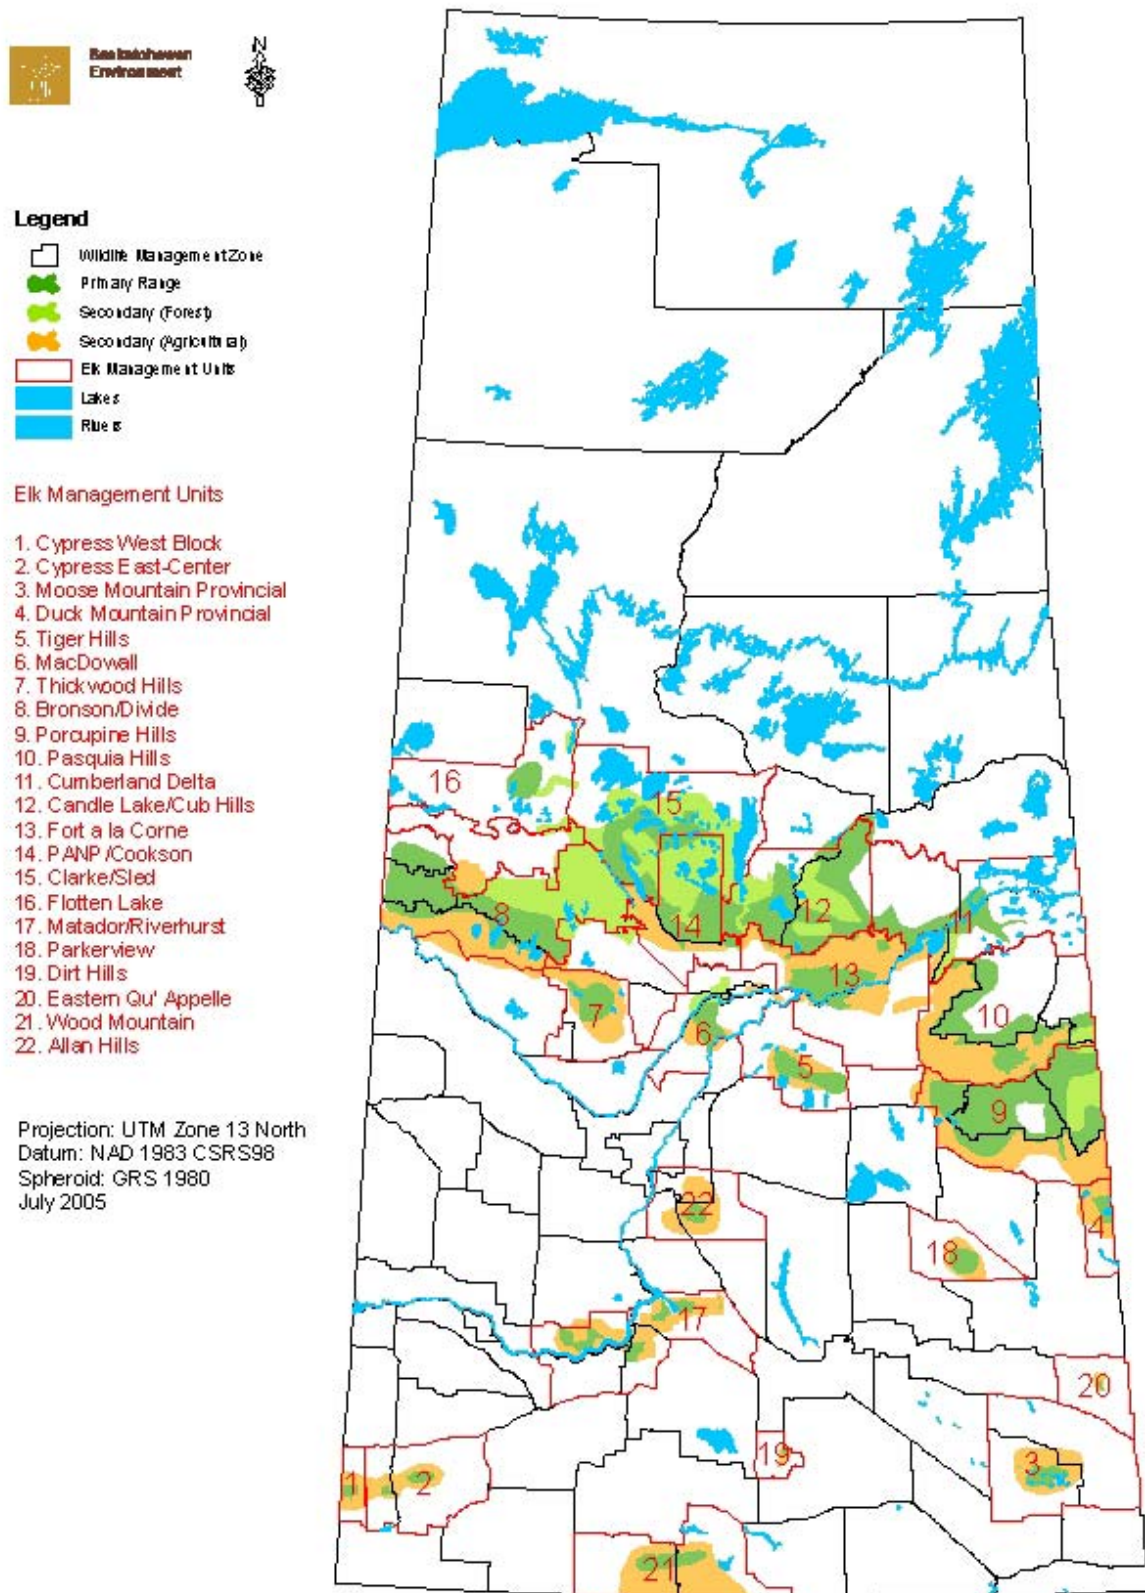 Saskatchewan
Environment
N
Legend
Wildlife Management Zone
Primary Range
Secondary (Forest)
Secondary (Agricultural)
Elk Management Units
Lakes
Rivers
Elk Management Units
1. Cypress West Block
2. Cypress East-Center
3. Moose Mountain Provincial
4. Duck Mountain Provincial
5. Tiger Hills
6. MacDowall
7. Thickwood Hills
8. Bronson/Divide
9. Porcupine Hills
10. Pasquia Hills
11. Cumberland Delta
12. Candle Lake/Cub Hills
13. Fort a la Corne
14. PANP/Cookson
15. Clarke/Sled
16. Flotten Lake
17. Matador/Riverhurst
18. Parkerview
19. Dirt Hills
20. Eastern Qu' Appelle
21. Wood Mountain
22. Allan Hills
Projection: UTM Zone 13 North
Datum: NAD 1983 CSRS98
Spheroid: GRS 1980
July 2005
16
15
8
14
12
11
13
7
6
10
5
9
22
4
18
17
20
19
3
1
2
21